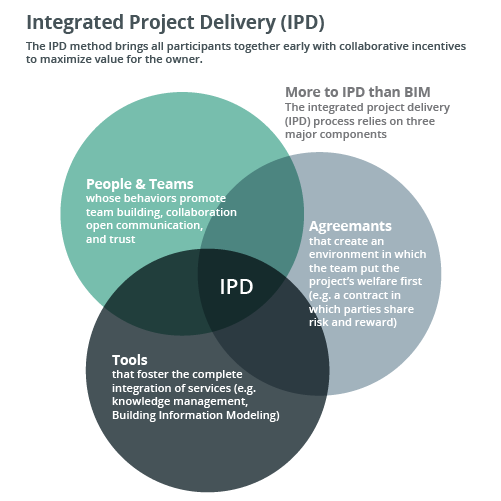 Integrated Project Delivery (IPD)
The IPD method brings all participants together early with collaborative incentives
to maximize value for the owner.
More to IPD than BIM
The integrated project delivery
(IPD) process relies on three
major components
People & Teams
whose behaviors promote
team building, collaboration
open communication,
and trust
Agreemants
that create an
environment in which
the team put the
project's welfare first
(e.g. a contract in
which parties share
risk and reward)
IPD
Tools
that foster the complete
integration of services (e.g.
knowledge management,
Building Information Modeling)